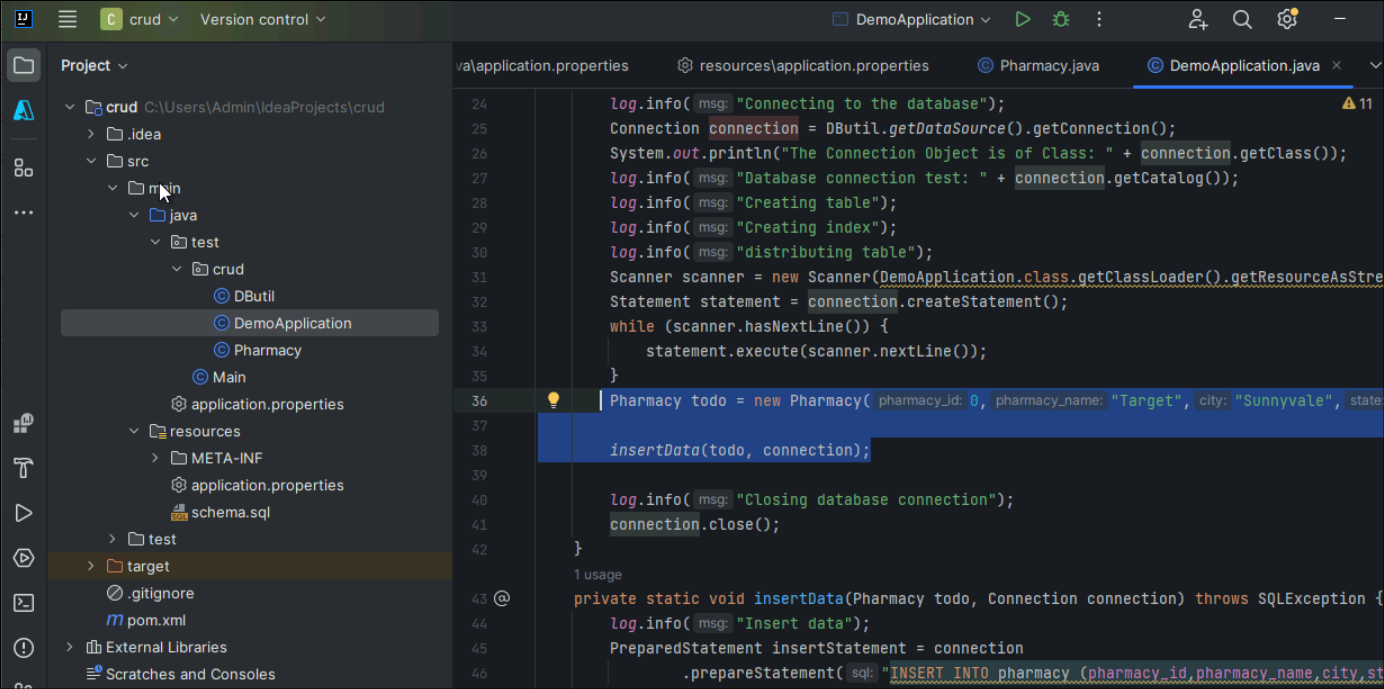 IJ C crud Version control DemoApplication
Project
va\application.properties resources\application.properties Pharmacy.java DemoApplication.java
crud C:\Users\Admin\IdeaProjects\crud
.idea
src
main
java
test
crud
DButil
DemoApplication
Pharmacy
Main
application.properties
resources
META-INF
application.properties
schema.sql
test
target
.gitignore
m pom.xml
External Libraries
Scratches and Consoles
11
24 log.info( msg: "Connecting to the database");
25 Connection connection = DButil.getDataSource().getConnection();
26 System.out.println("The Connection Object is of Class: " + connection.getClass());
27 log.info( msg: "Database connection test: " + connection.getCatalog());
28 log.info( msg: "Creating table");
29 log.info( msg: "Creating index");
30 log.info( msg: "distributing table");
31 Scanner scanner = new Scanner(DemoApplication.class.getClassLoader().getResourceAsStre
32 Statement statement = connection.createStatement();
33 while (scanner.hasNextLine()) {
34 statement.execute(scanner.nextLine());
35 }
36 Pharmacy todo = new Pharmacy( pharmacy_id: 0, pharmacy_name: "Target", city: "Sunnyvale", state:
37
38 insertData(todo, connection);
39
40 log.info( msg: "Closing database connection");
41 connection.close();
42 }
1 usage
43 @ private static void insertData(Pharmacy todo, Connection connection) throws SQLException {
44 log.info( msg: "Insert data");
45 PreparedStatement insertStatement = connection
46 .prepareStatement( sql: "INSERT INTO pharmacy (pharmacy_id,pharmacy_name,city,st